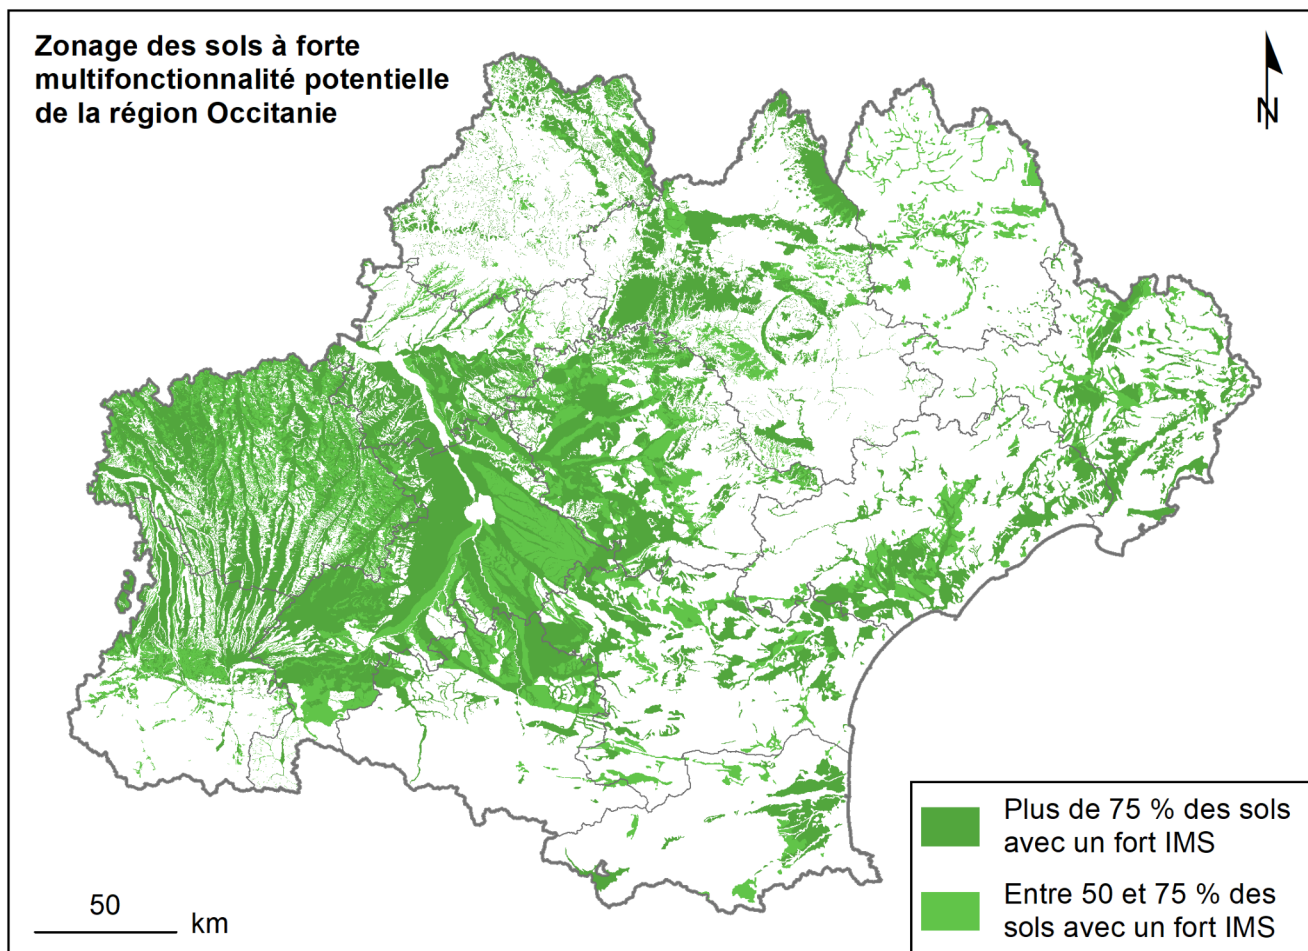 Zonage des sols à forte
multifonctionnalité potentielle
de la région Occitanie
N
Plus de 75 % des sols
avec un fort IMS
Entre 50 et 75 % des
sols avec un fort IMS
50
km